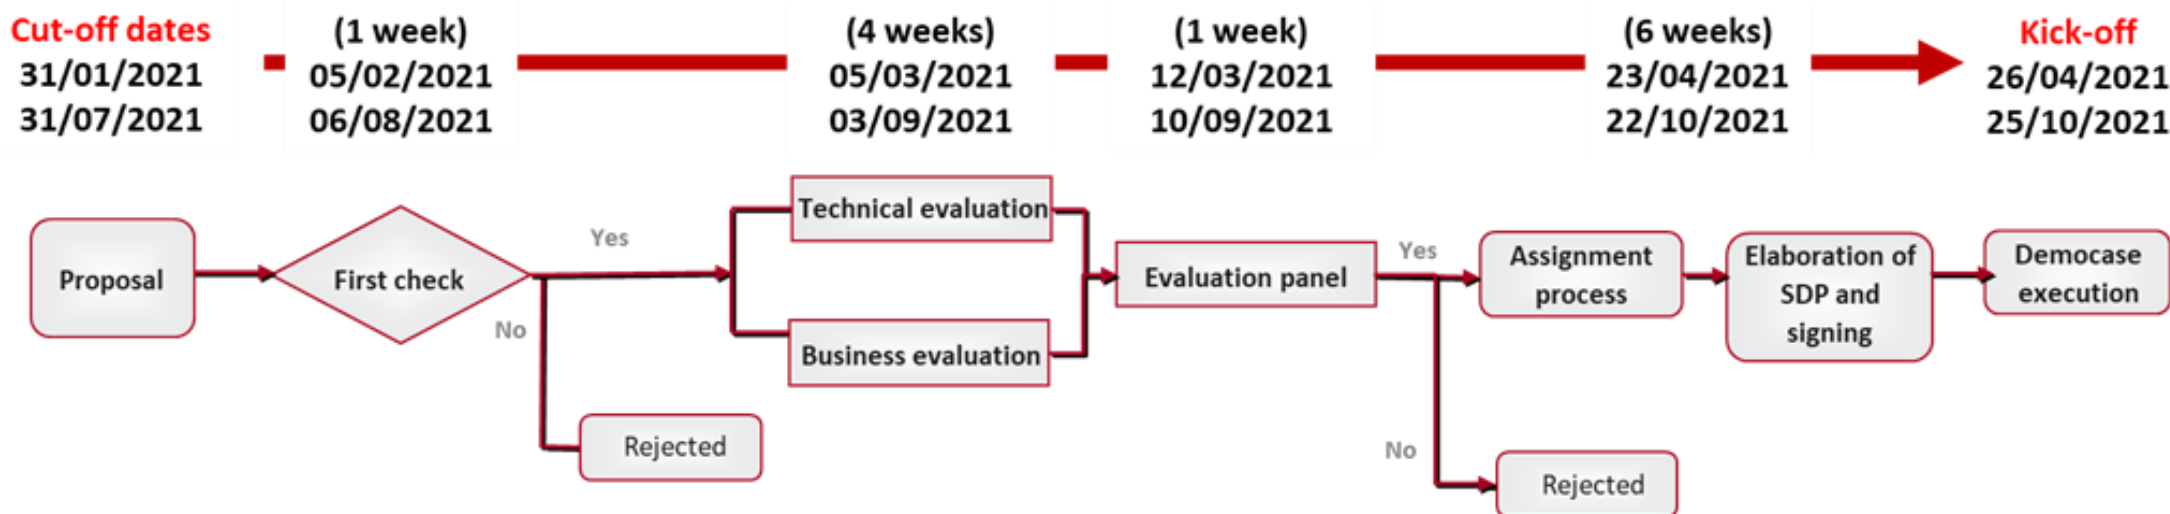 Cut-off dates
31/01/2021
31/07/2021
(1 week)
05/02/2021
06/08/2021
(4 weeks)
05/03/2021
03/09/2021
(1 week)
12/03/2021
10/09/2021
(6 weeks)
23/04/2021
22/10/2021
Kick-off
26/04/2021
25/10/2021
Proposal
First check
Yes
No
Rejected
Technical evaluation
Business evaluation
Evaluation panel
Yes
No
Rejected
Assignment
process
Elaboration of
SDP and
signing
Democase
execution